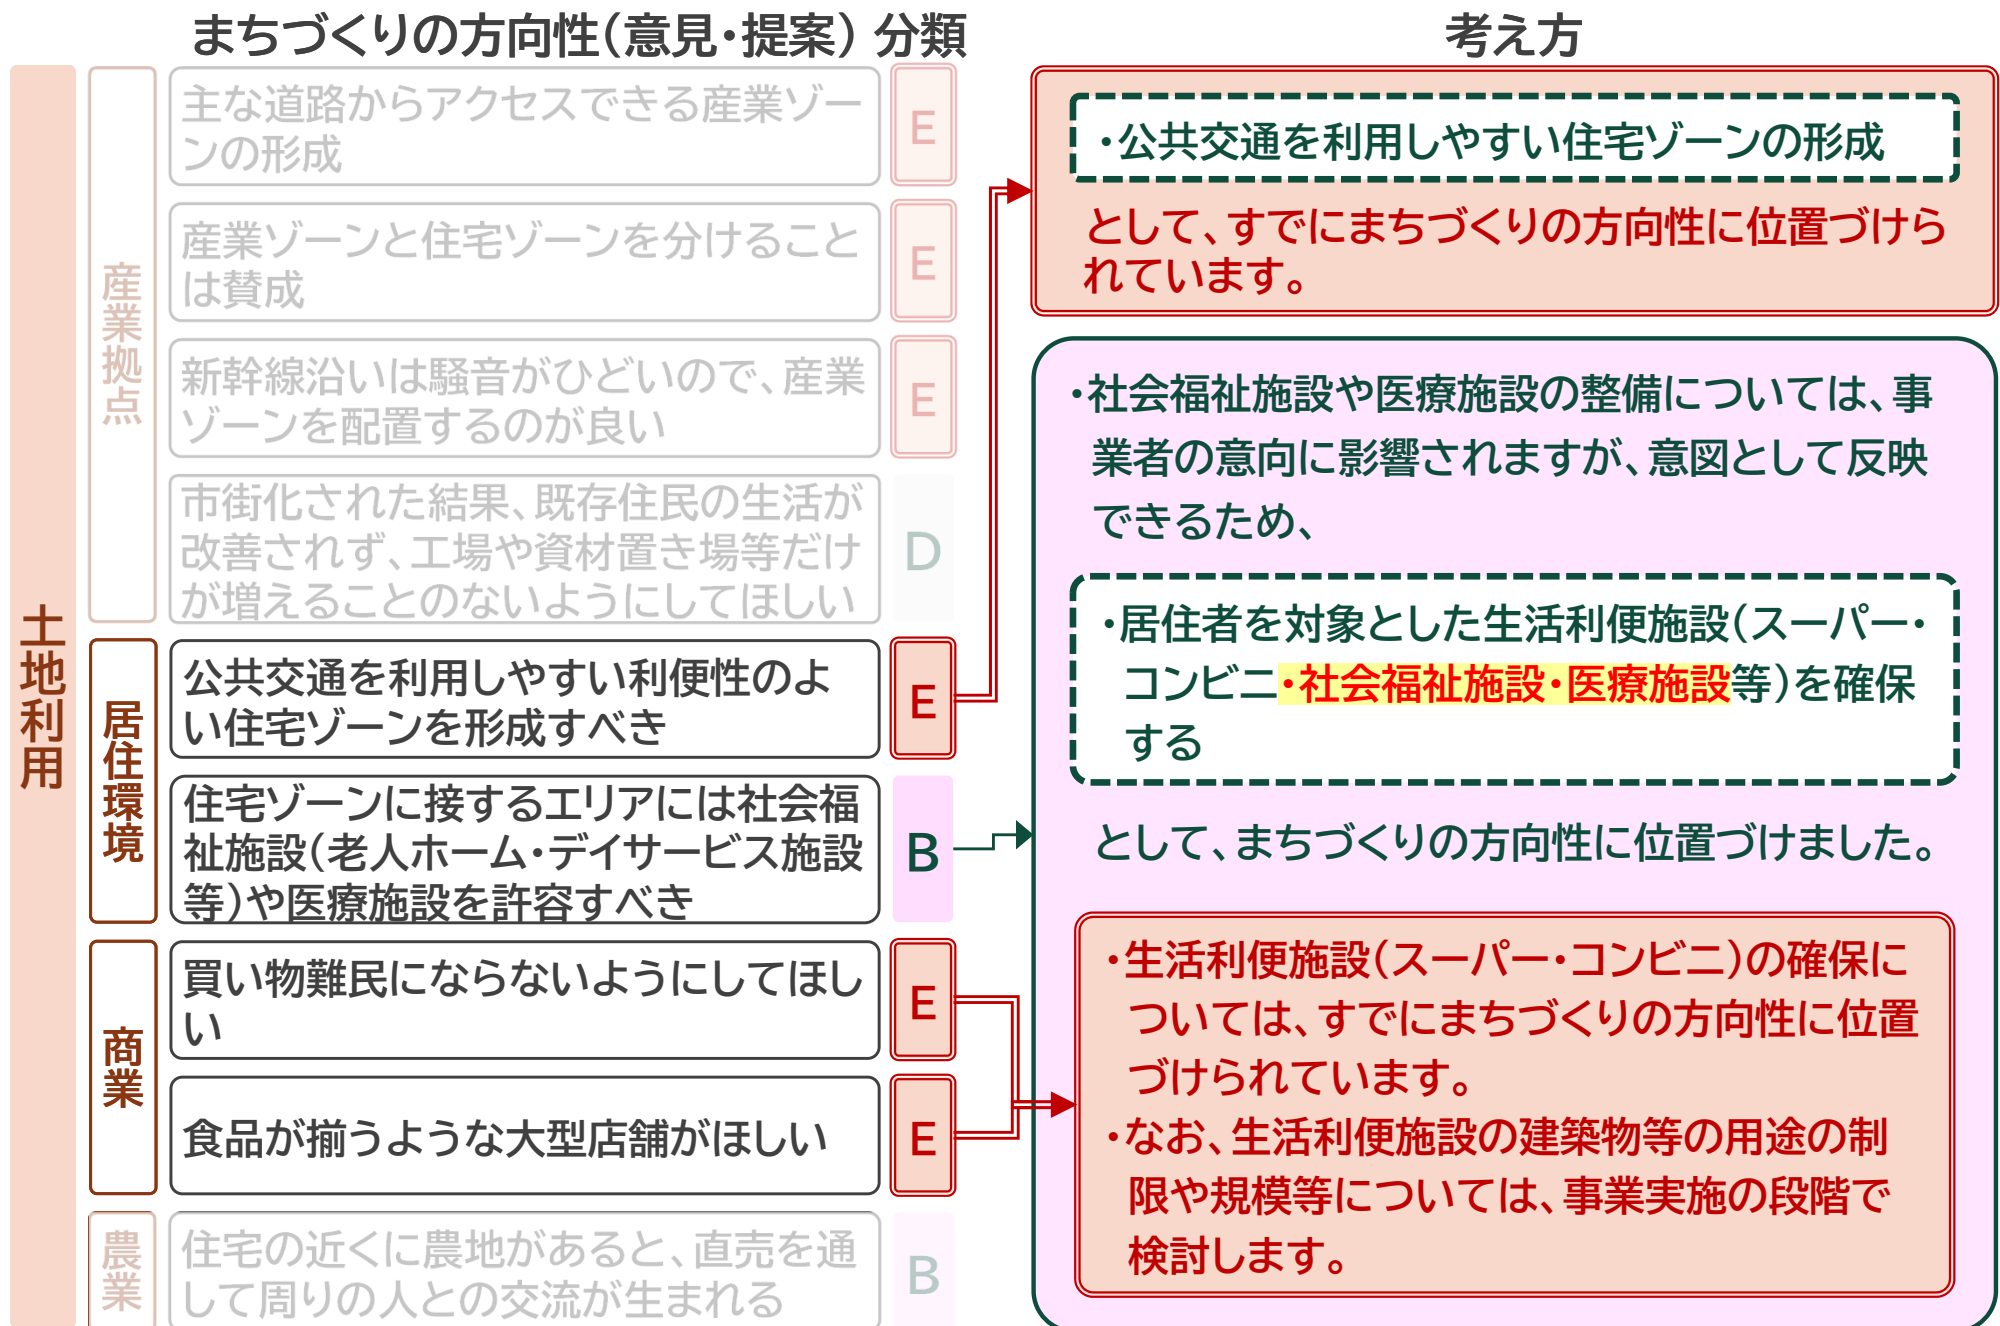 まちづくりの方向性(意見・提案) 分類
考え方
土地利用
産業拠点
主な道路からアクセスできる産業ゾー
ンの形成
E
産業ゾーンと住宅ゾーンを分けること
は賛成
E
新幹線沿いは騒音がひどいので、産業
ゾーンを配置するのが良い
E
市街化された結果、既存住民の生活が
改善されず、工場や資材置き場等だけ
が増えることのないようにしてほしい
D
居住環境
公共交通を利用しやすい利便性のよ
い住宅ゾーンを形成すべき
E
住宅ゾーンに接するエリアには社会福
祉施設(老人ホーム・デイサービス施設
等)や医療施設を許容すべき
B
商業
買い物難民にならないようにしてほし
い
E
食品が揃うような大型店舗がほしい
E
農業
住宅の近くに農地があると、直売を通
して周りの人との交流が生まれる
B
・公共交通を利用しやすい住宅ゾーンの形成
として、すでにまちづくりの方向性に位置づけら
れています。
・社会福祉施設や医療施設の整備については、事
業者の意向に影響されますが、意図として反映
できるため、
・居住者を対象とした生活利便施設(スーパー・
コンビニ・社会福祉施設・医療施設等)を確保
する
として、まちづくりの方向性に位置づけました。
・生活利便施設(スーパー・コンビニ)の確保に
ついては、すでにまちづくりの方向性に位置
づけられています。
・なお、生活利便施設の建築物等の用途の制
限や規模等については、事業実施の段階で
検討します。